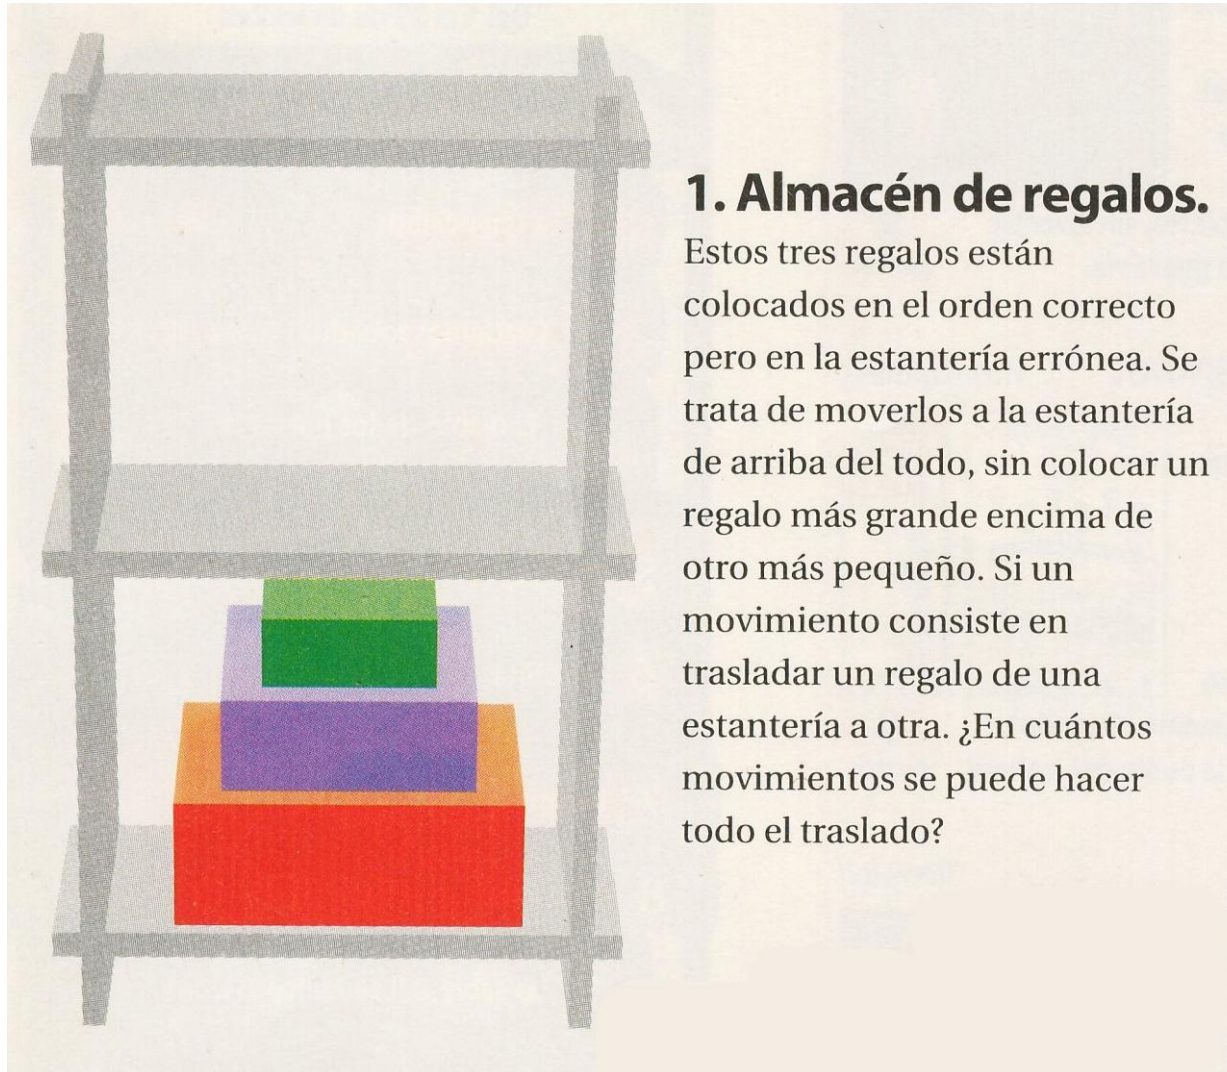 1. Almacén de regalos.
Estos tres regalos están
colocados en el orden correcto
pero en la estantería errónea. Se
trata de moverlos a la estantería
de arriba del todo, sin colocar un
regalo más grande encima de
otro más pequeño. Si un
movimiento consiste en
trasladar un regalo de una
estantería a otra. ¿En cuántos
movimientos se puede hacer
todo el traslado?